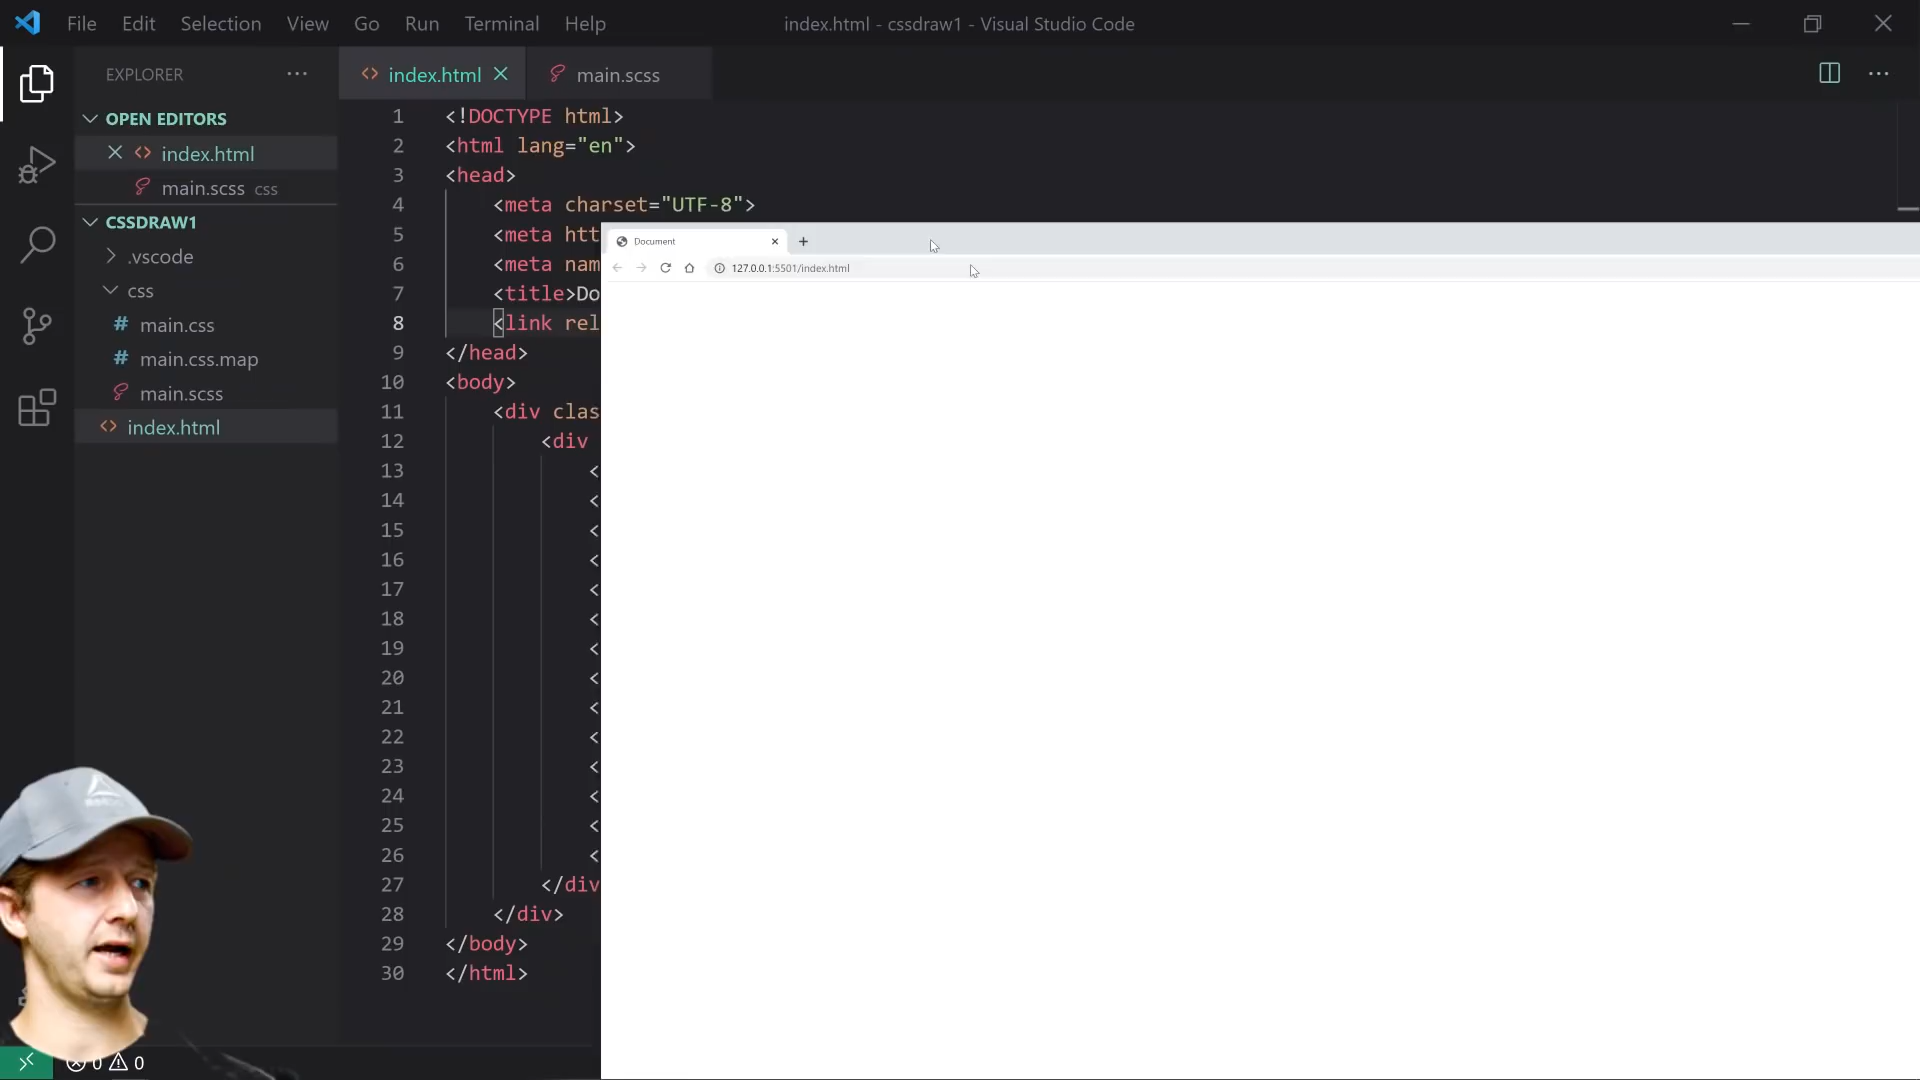 File Edit Selection View Go Run Terminal Help
index.html - cssdraw1 - Visual Studio Code
EXPLORER
OPEN EDITORS
index.html
main.scss css
CSSDRAW1
.vscode
css
main.css
main.css.map
main.scss
index.html
index.html
main.scss
1 <!DOCTYPE html>
2 <html lang="en">
3 <head>
4 <meta charset="UTF-8">
5 <meta htt
6 <meta nam
7 <title>Do
8 <link rel
9 </head>
10 <body>
11 <div clas
12 <div
13 <
14 <
15 <
16 <
17 <
18 <
19 <
20 <
21 <
22 <
23 <
24 <
25 <
26 <
27 </div
28 </div>
29 </body>
30 </html>
Document
127.0.0.1:5501/index.html
0 0